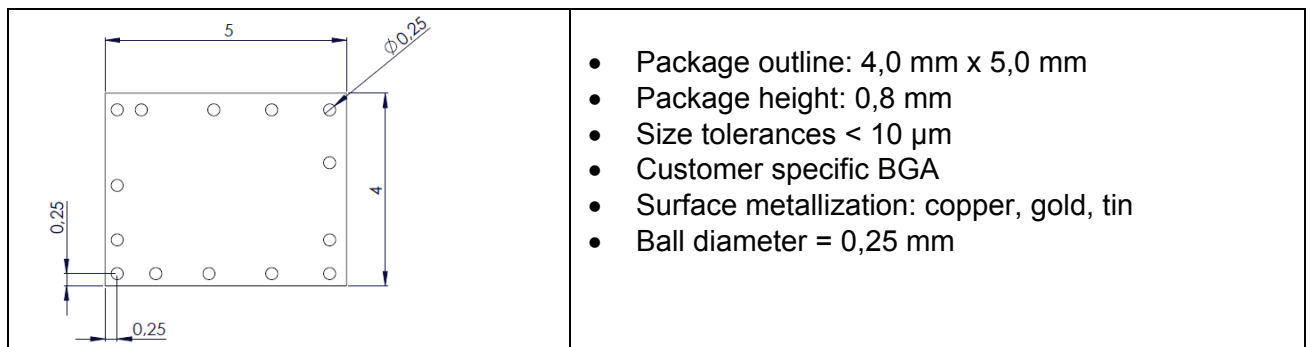 5
Ø0,25
4
0,25
0,25
• Package outline: 4,0 mm x 5,0 mm
• Package height: 0,8 mm
• Size tolerances < 10 µm
• Customer specific BGA
• Surface metallization: copper, gold, tin
• Ball diameter = 0,25 mm